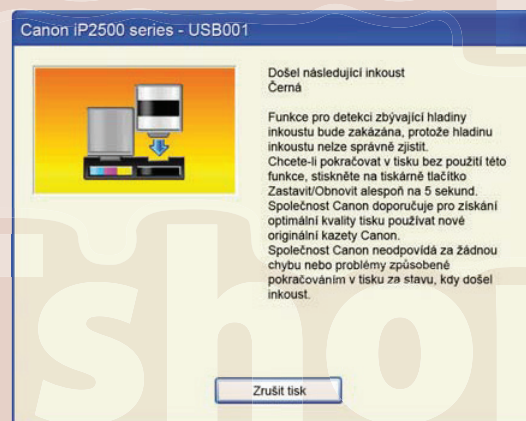 Canon iP2500 series - USB001
Došel následující inkoust
Černá
Funkce pro detekci zbývající hladiny
inkoustu bude zakázána, protože hladinu
inkoustu nelze správně zjistit.
Chcete-li pokračovat v tisku bez použití této
funkce, stiskněte na tiskárně tlačítko
Zastavit/Obnovit alespoň na 5 sekund.
Společnost Canon doporučuje pro získání
optimální kvality tisku používat nové
originální kazety Canon.
Společnost Canon neodpovídá za žádnou
chybu nebo problémy způsobené
pokračováním v tisku za stavu, kdy došel
inkoust.
Zrušit tisk